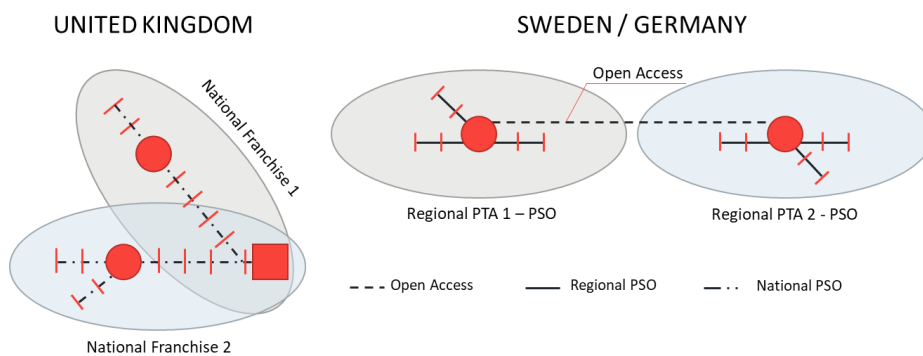 UNITED KINGDOM
SWEDEN / GERMANY
National Franchise 1
National Franchise 2
Open Access
Regional PTA 1 – PSO
Regional PTA 2 - PSO
Open Access
Regional PSO
National PSO